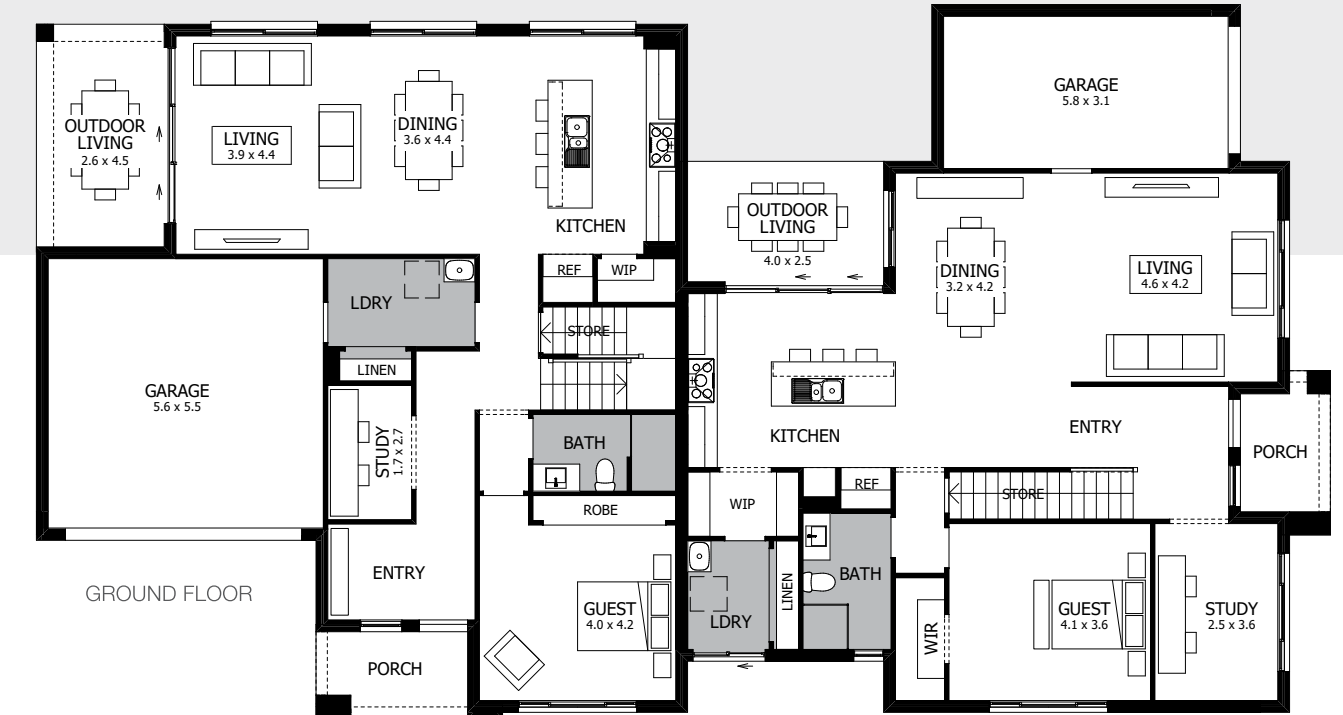 OUTDOOR
LIVING
2.6 x 4.5
LIVING
3.9 x 4.4
DINING
3.6 x 4.4
KITCHEN
REF
WIP
LDRY
LINEN
STORE
GARAGE
5.6 x 5.5
STUDY
1.7 x 2.7
BATH
ROBE
ENTRY
GUEST
4.0 x 4.2
PORCH
GROUND FLOOR
GARAGE
5.8 x 3.1
OUTDOOR
LIVING
4.0 x 2.5
DINING
3.2 x 4.2
LIVING
4.6 x 4.2
KITCHEN
ENTRY
PORCH
WIP
REF
STORE
LDRY
LINEN
BATH
WIR
GUEST
4.1 x 3.6
STUDY
2.5 x 3.6